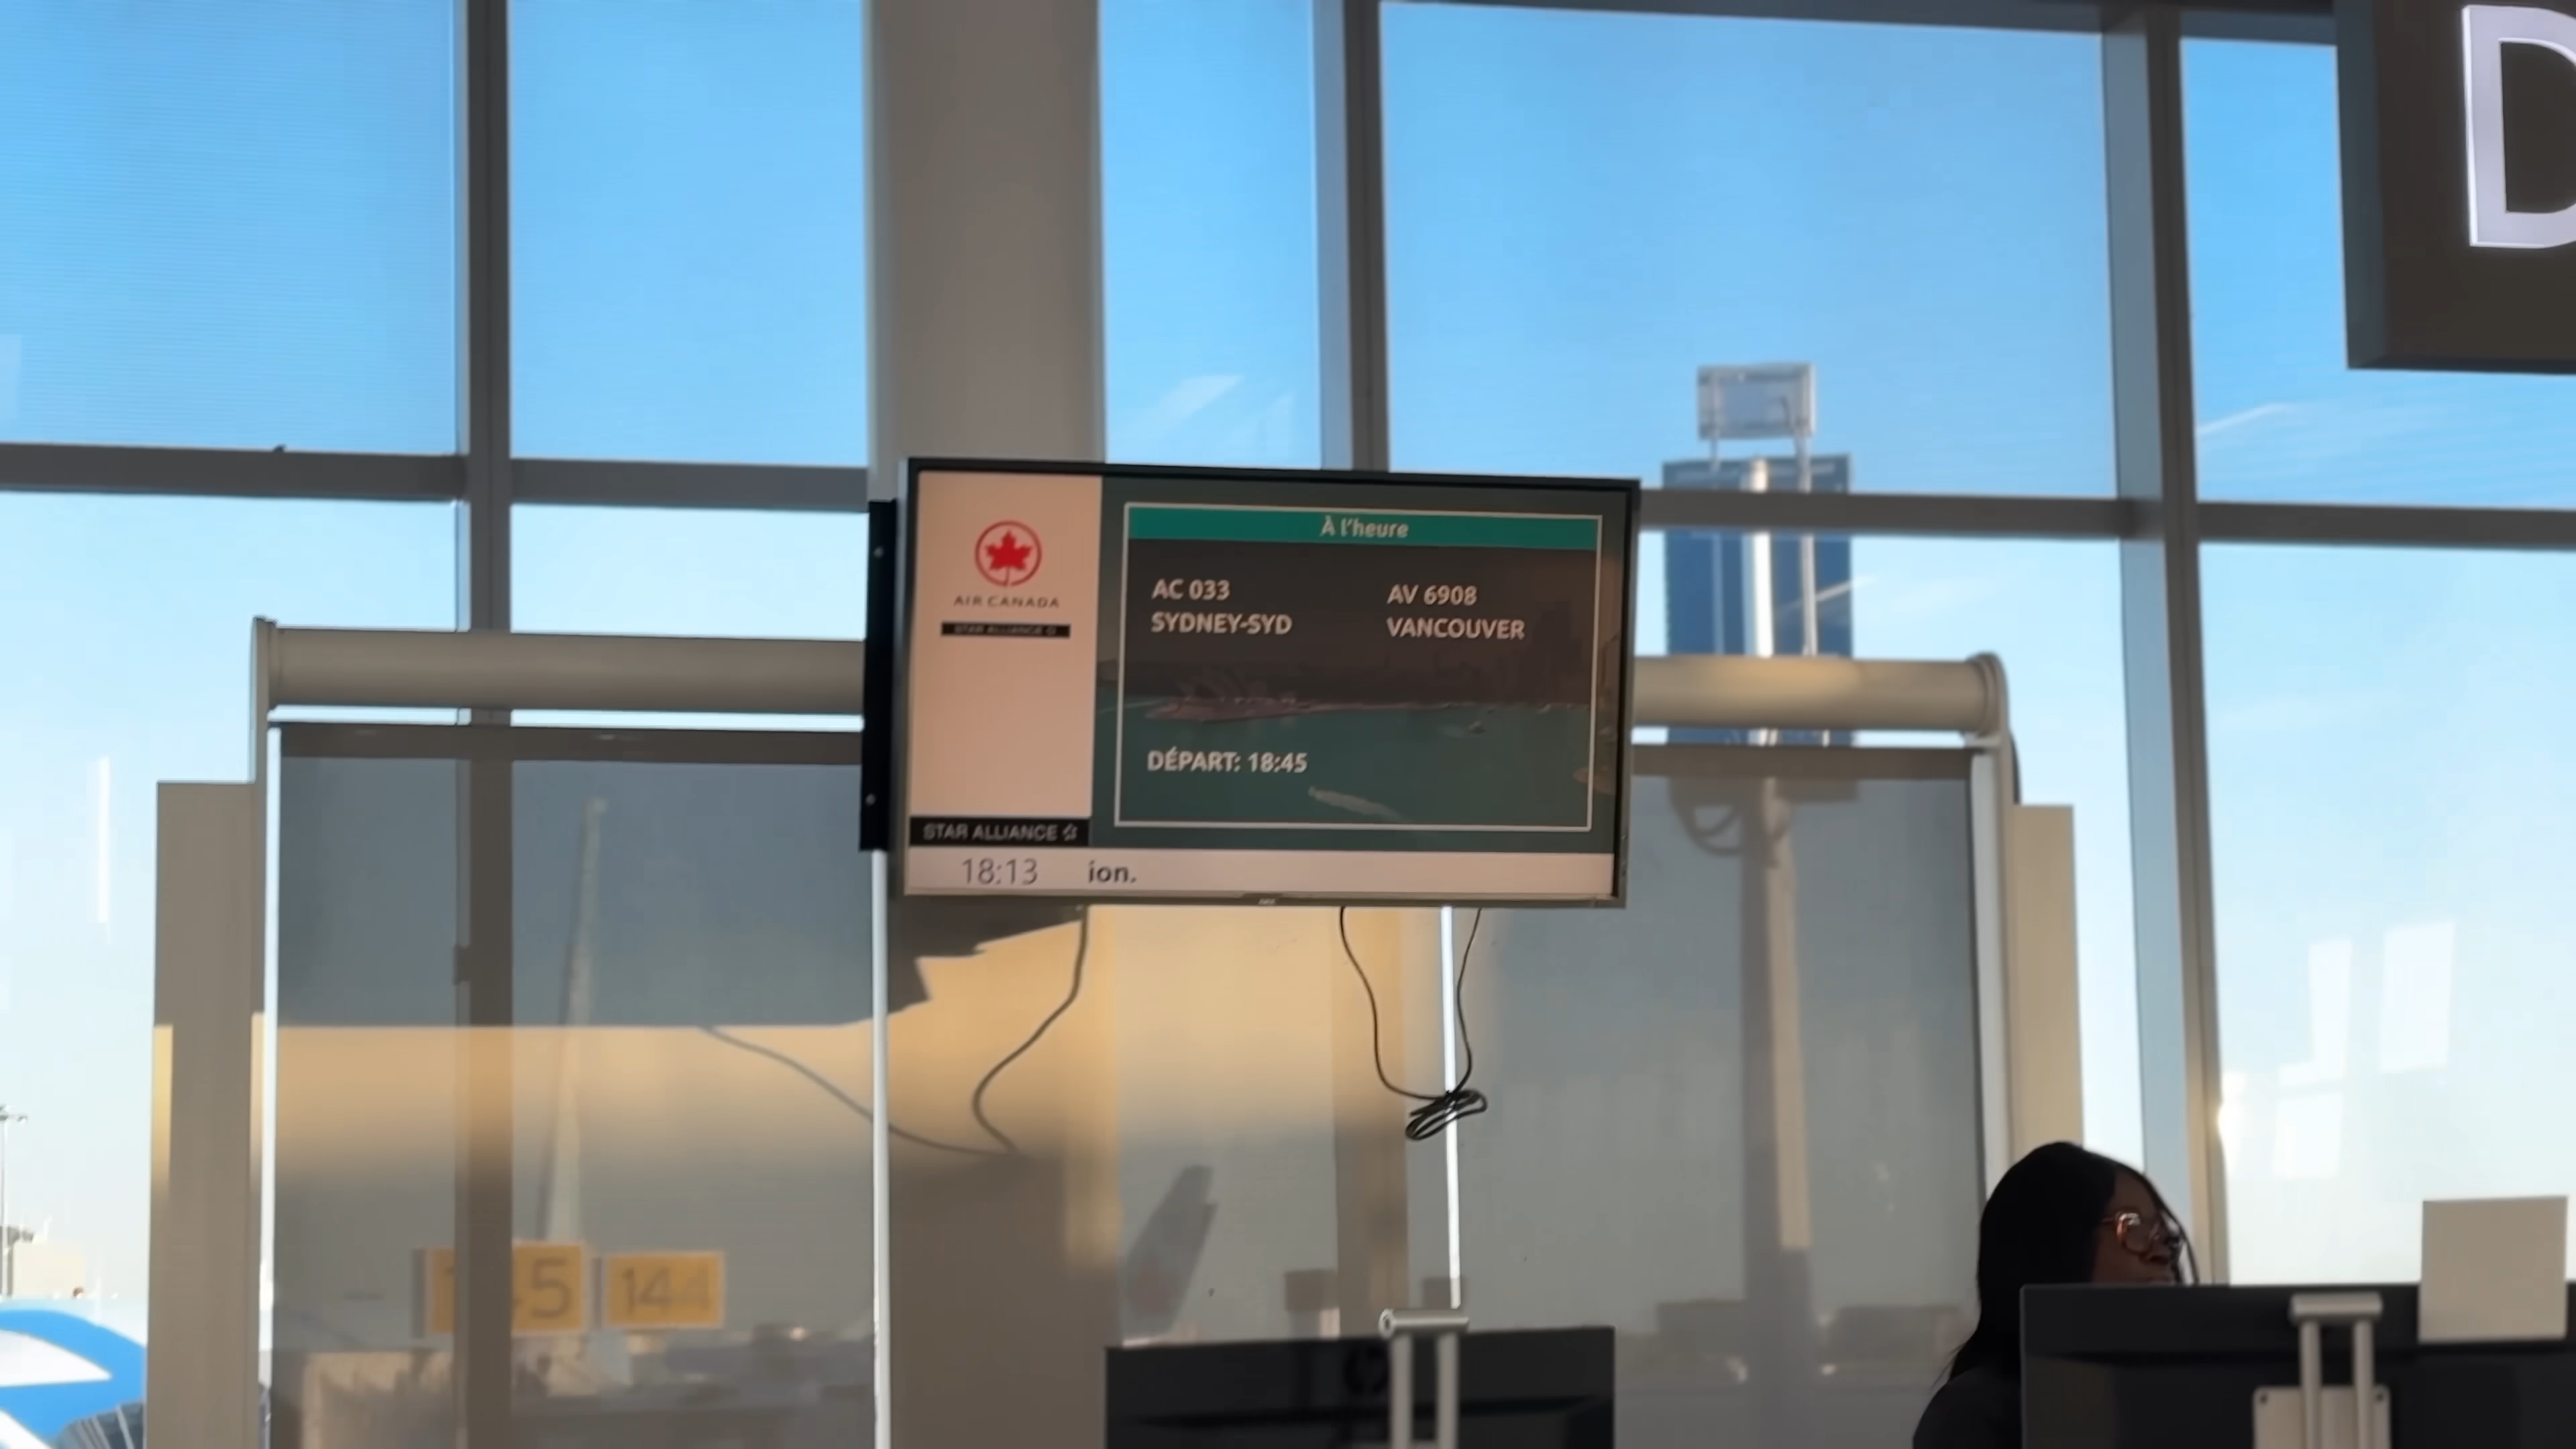 D
À l'heure
AIR CANADA
STAR ALLIANCE
AC 033
SYDNEY-SYD
AV 6908
VANCOUVER
DÉPART: 18:45
STAR ALLIANCE
18:13
ion.
144